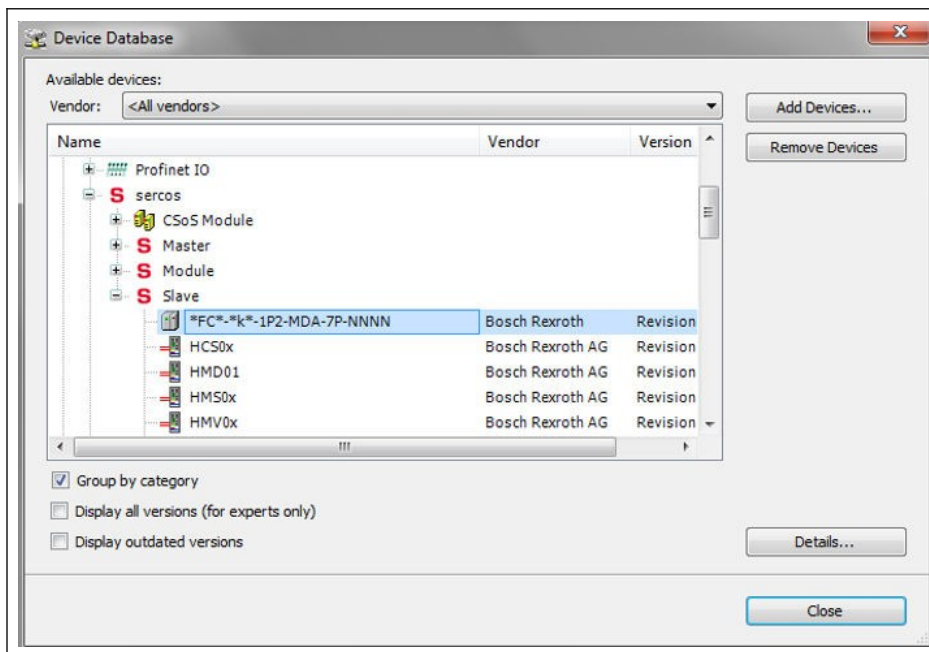 Device Database
Available devices:
Vendor: <All vendors>
Add Devices...
Name Vendor Version
Remove Devices
Profinet IO
S sercos
CSoS Module
S Master
S Module
S Slave
*FC*-*k*-1P2-MDA-7P-NNNN Bosch Rexroth Revision
HCS0x Bosch Rexroth AG Revision
HMD01 Bosch Rexroth AG Revision
HMS0x Bosch Rexroth AG Revision
HMV0x Bosch Rexroth AG Revision
Group by category
Display all versions (for experts only)
Display outdated versions
Details...
Close